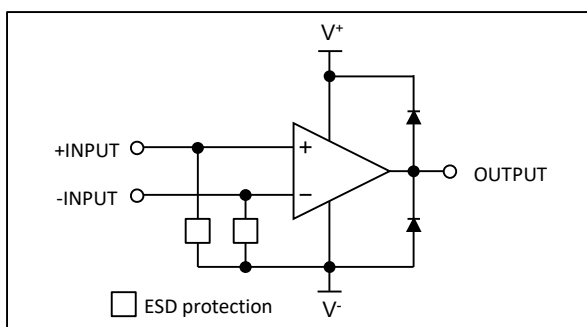 V⁺
+INPUT
+
-INPUT
−
OUTPUT
ESD protection
V⁻